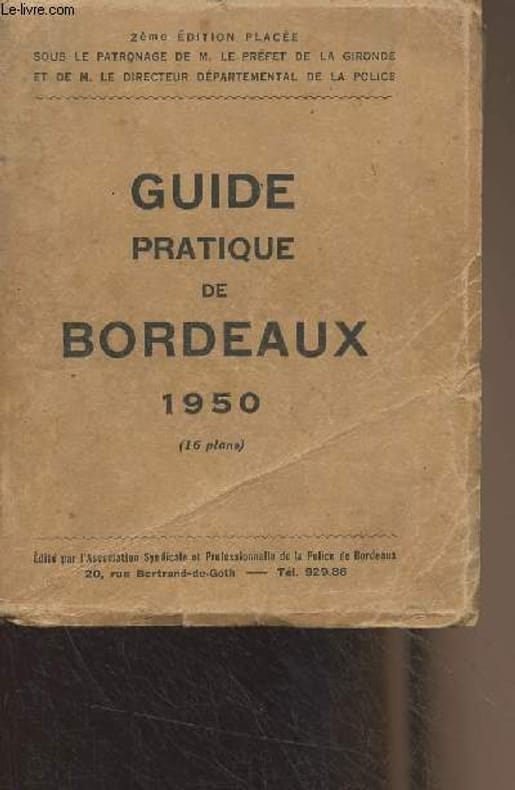 Le-livre.com
2ème ÉDITION PLACÉE
SOUS LE PATRONAGE DE M. LE PRÉFET DE LA GIRONDE
ET DE M. LE DIRECTEUR DÉPARTEMENTAL DE LA POLICE
GUIDE
PRATIQUE
DE
BORDEAUX
1950
(16 plans)
Édité par l'Association Syndicale et Professionnelle de la Police de Bordeaux
20, rue Bertrand-de-Goth — Tél. 929.86